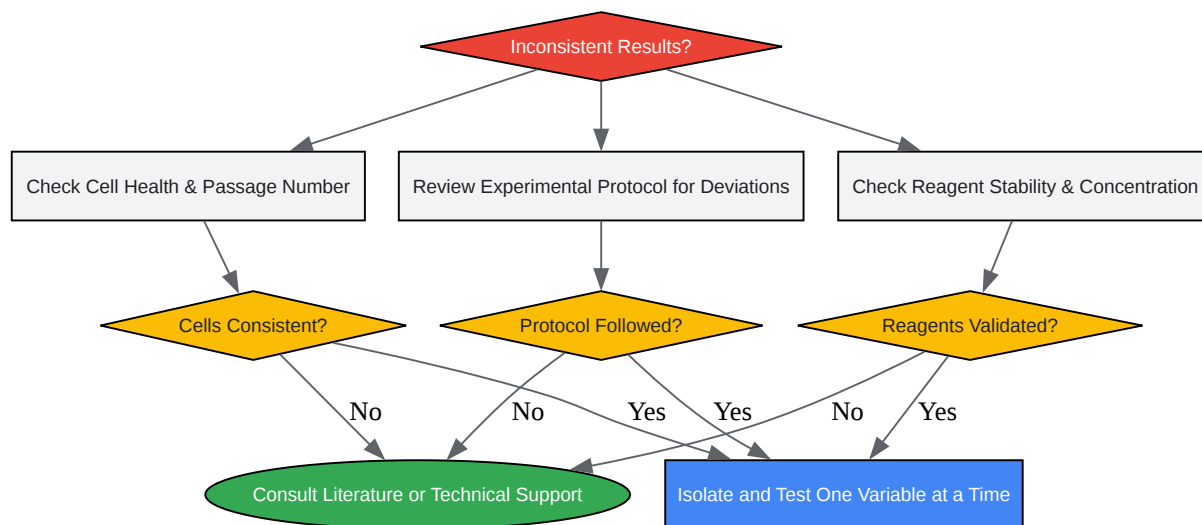 Inconsistent Results?
Check Cell Health & Passage Number
Review Experimental Protocol for Deviations
Check Reagent Stability & Concentration
Cells Consistent?
Protocol Followed?
Reagents Validated?
No
No
Yes
Yes
No
Yes
Consult Literature or Technical Support
Isolate and Test One Variable at a Time